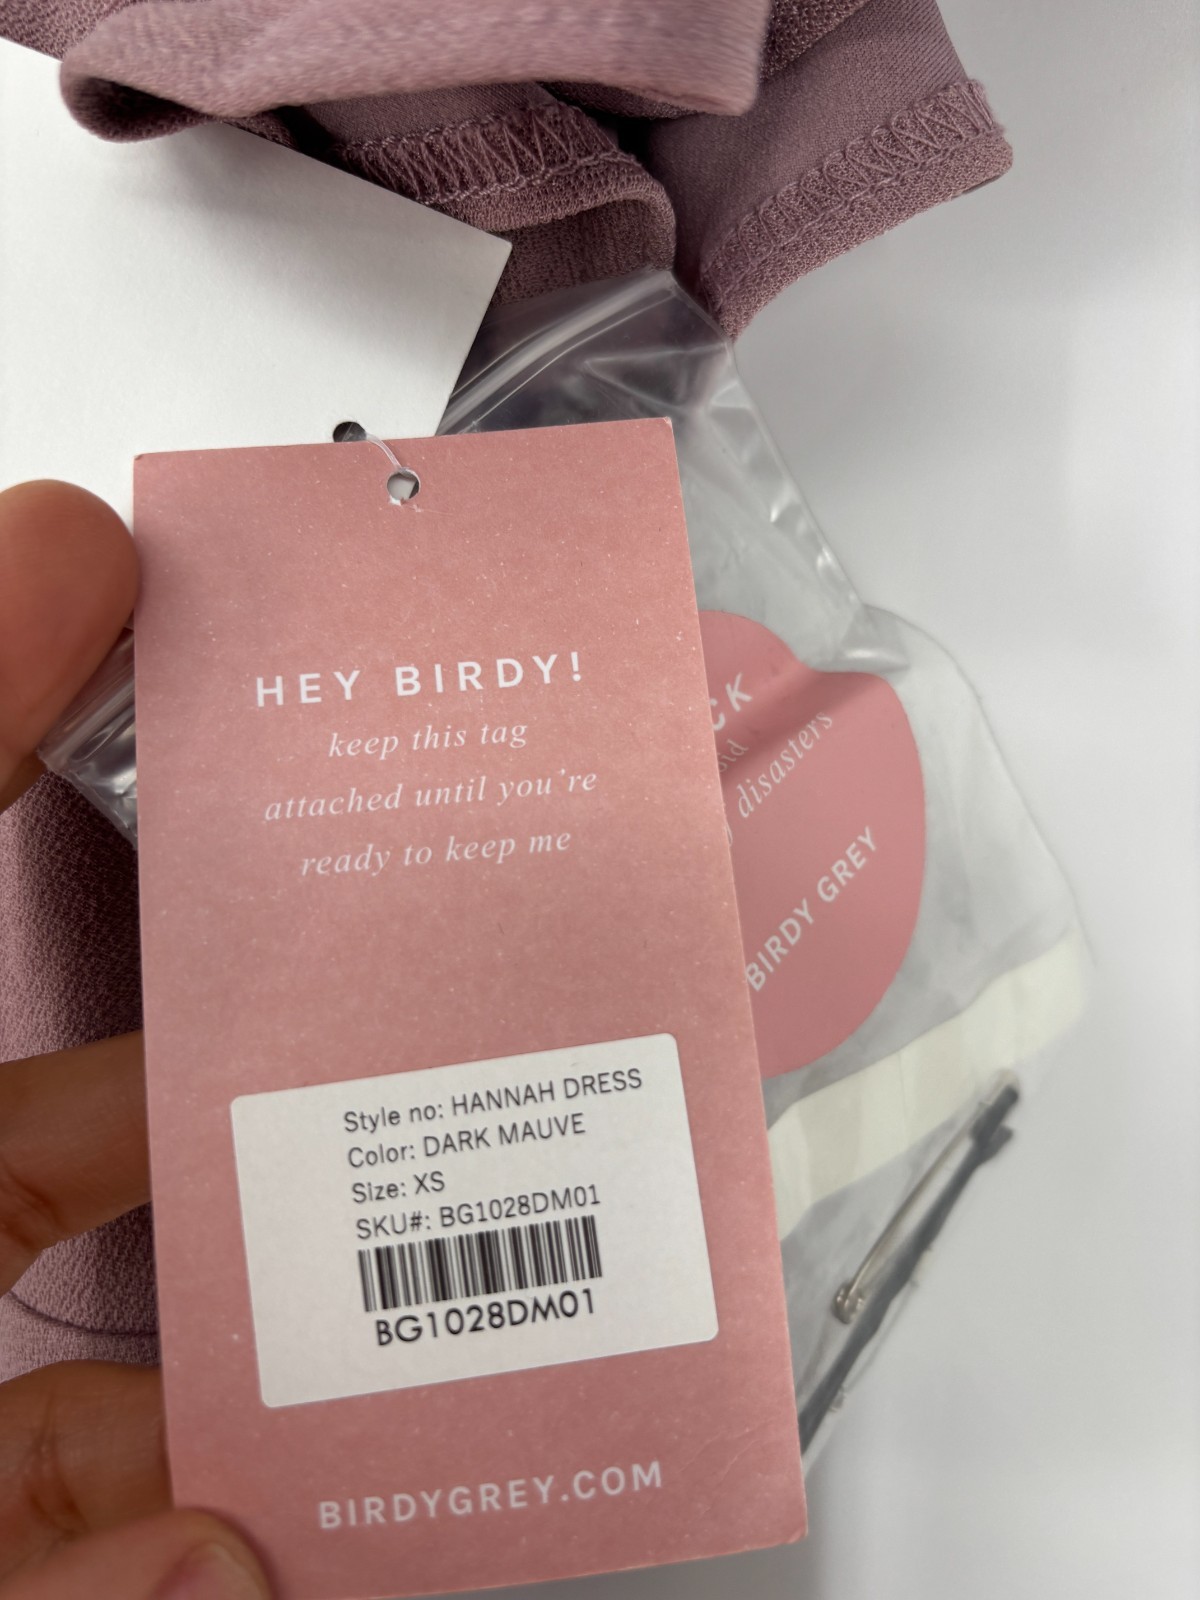 HEY BIRDY!
keep this tag
attached until you're
ready to keep me
Style no: HANNAH DRESS
Color: DARK MAUVE
Size: XS
SKU#: BG1028DM01
BG1028DM01
BIRDYGREY.COM
disasters
BIRDY GREY